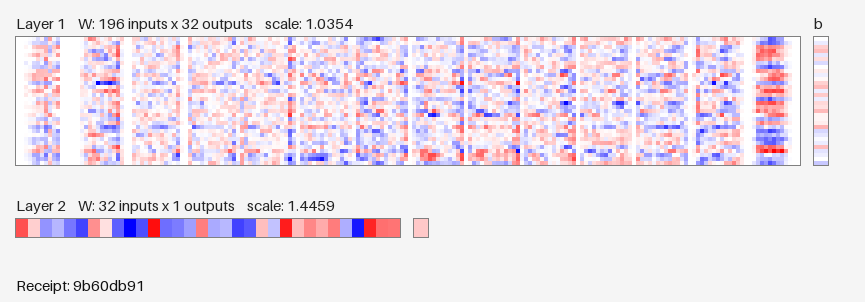 Layer 1 W: 196 inputs x 32 outputs scale: 1.0354 b
Layer 2 W: 32 inputs x 1 outputs scale: 1.4459
Receipt: 9b60db91